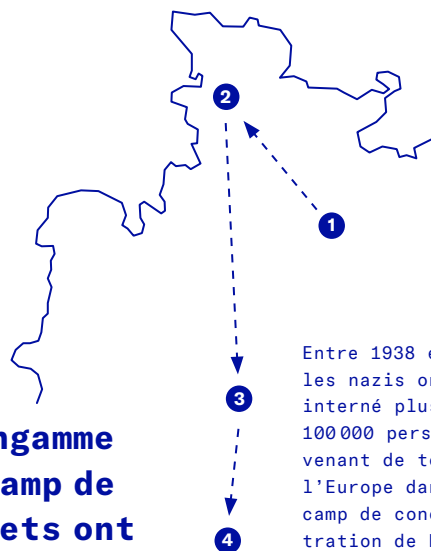 2
1
3
4
Entre 1938 e
les nazis on
interné plus
100 000 pers
venant de to
l'Europe dan
camp de conc
tration de
ngamme
amp de
ets ont